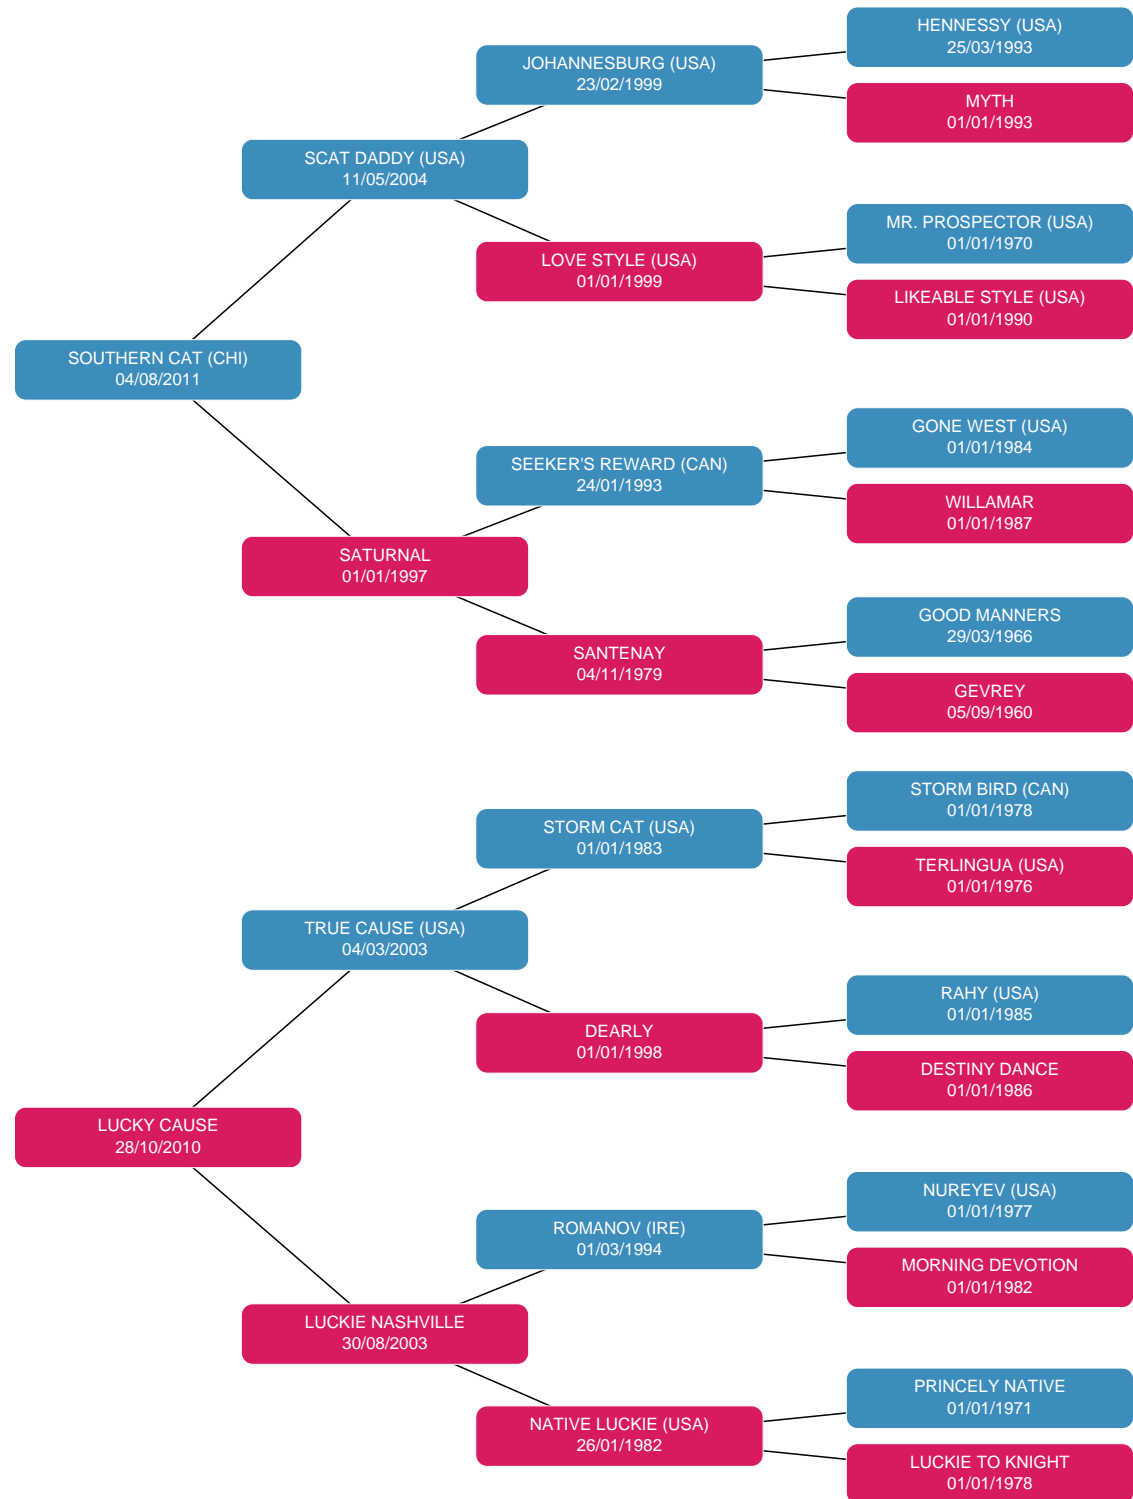 HENNESSY (USA)
25/03/1993
JOHANNESBURG (USA)
23/02/1999
MYTH
01/01/1993
SCAT DADDY (USA)
11/05/2004
MR. PROSPECTOR (USA)
01/01/1970
LOVE STYLE (USA)
01/01/1999
LIKEABLE STYLE (USA)
01/01/1990
SOUTHERN CAT (CHI)
04/08/2011
GONE WEST (USA)
01/01/1984
SEEKER'S REWARD (CAN)
24/01/1993
WILLAMAR
01/01/1987
SATURNAL
01/01/1997
GOOD MANNERS
29/03/1966
SANTENAY
04/11/1979
GEVREY
05/09/1960
STORM BIRD (CAN)
01/01/1978
STORM CAT (USA)
01/01/1983
TERLINGUA (USA)
01/01/1976
TRUE CAUSE (USA)
04/03/2003
RAHY (USA)
01/01/1985
DEARLY
01/01/1998
DESTINY DANCE
01/01/1986
LUCKY CAUSE
28/10/2010
NUREYEV (USA)
01/01/1977
ROMANOV (IRE)
01/03/1994
MORNING DEVOTION
01/01/1982
LUCKIE NASHVILLE
30/08/2003
PRINCELY NATIVE
01/01/1971
NATIVE LUCKIE (USA)
26/01/1982
LUCKIE TO KNIGHT
01/01/1978